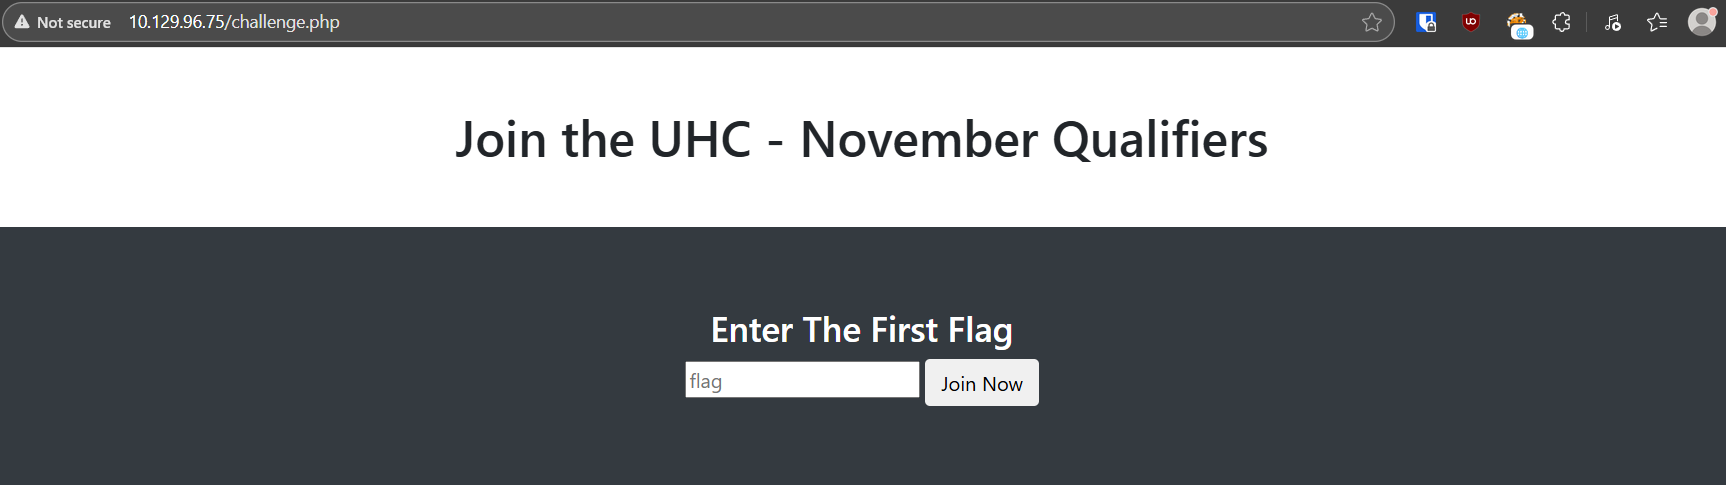 Not secure 10.129.96.75/challenge.php
Join the UHC - November Qualifiers
Enter The First Flag
flag Join Now